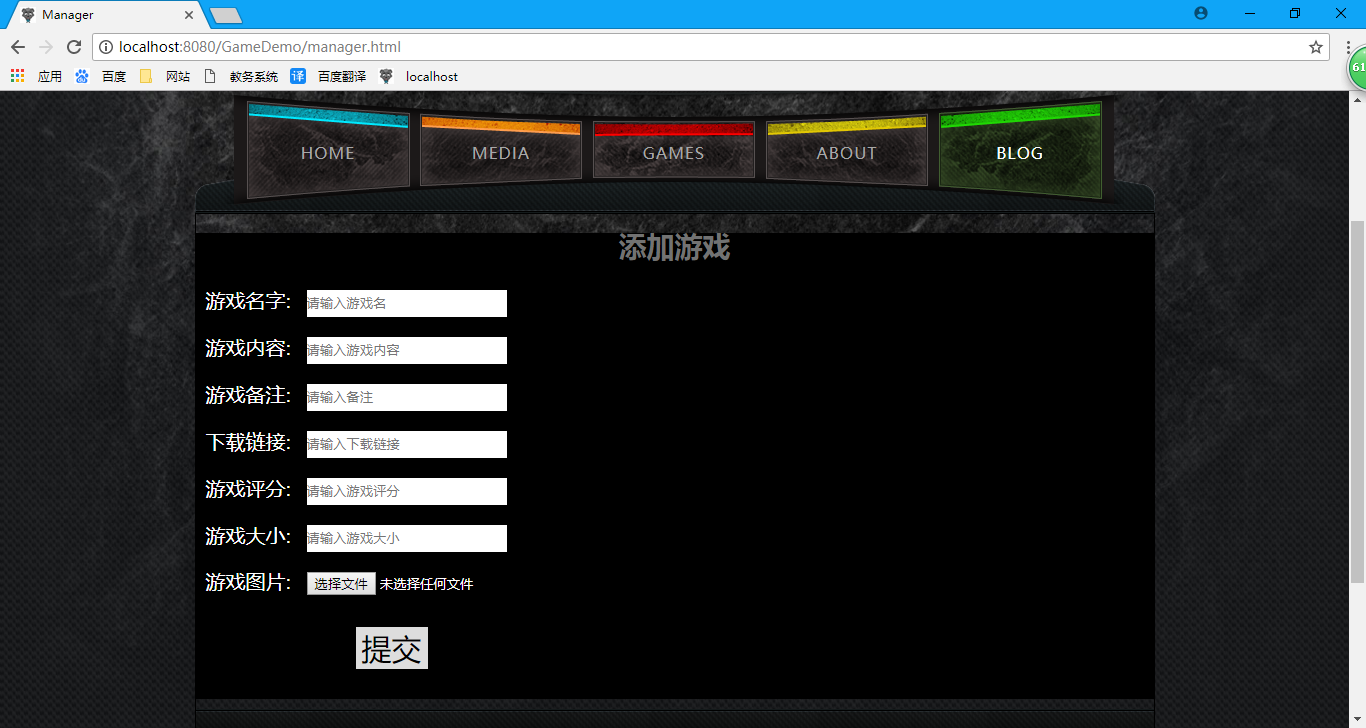 Manager
localhost:8080/GameDemo/manager.html
应用 百度 网站 教务系统 译 百度翻译 localhost
61
HOME MEDIA GAMES ABOUT BLOG
添加游戏
游戏名字: 请输入游戏名
游戏内容: 请输入游戏内容
游戏备注: 请输入备注
下载链接: 请输入下载链接
游戏评分: 请输入游戏评分
游戏大小: 请输入游戏大小
游戏图片: 选择文件 未选择任何文件
提交